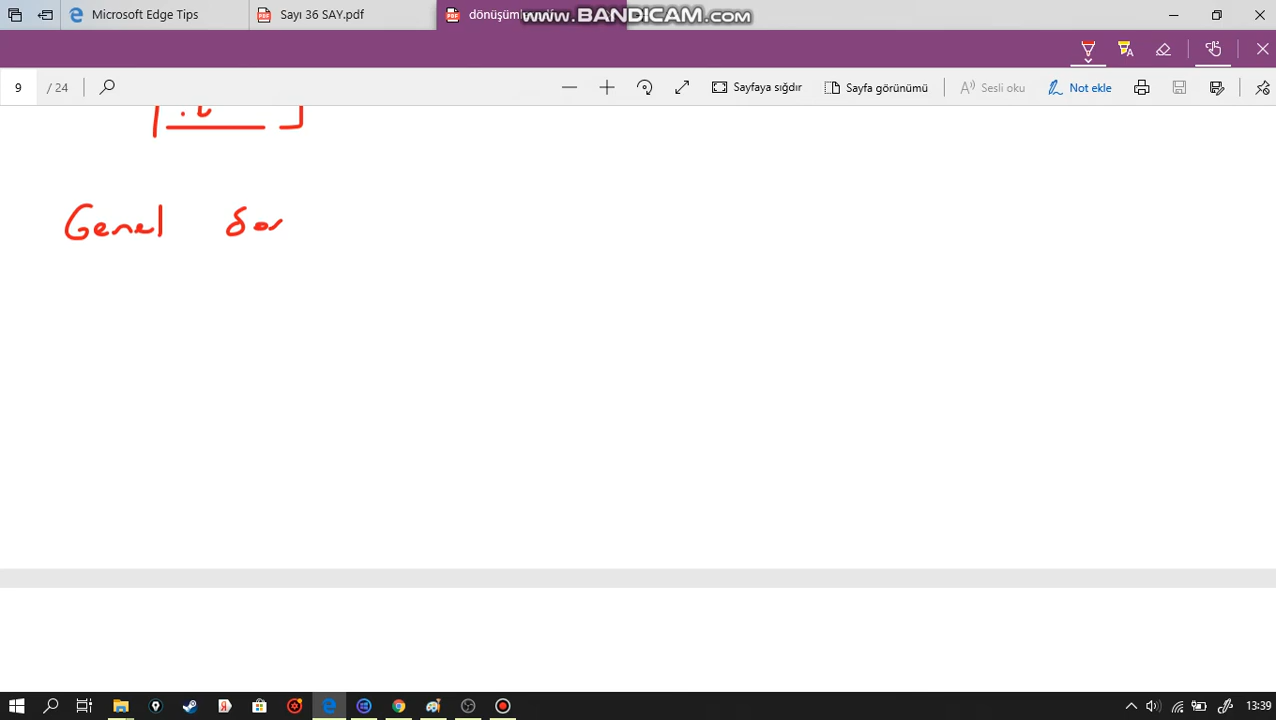 Microsoft Edge Tips
Sayı 36 SAY.pdf
www.BANDICAM.com
9 / 24
Sayfaya sığdır
Sayfa görünümü
Sesli oku
Not ekle
Genel
13:39